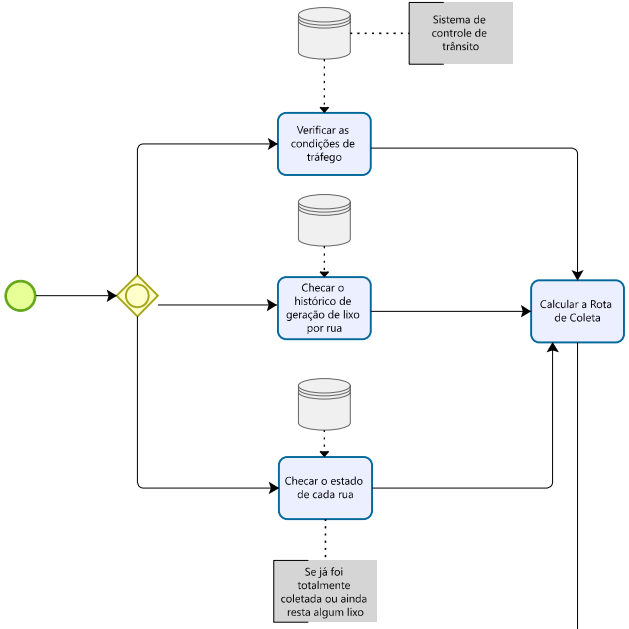 Sistema de
controle de
trânsito
Verificar as
condições de
tráfego
Checar o
histórico de
geração de lixo
por rua
Calcular a Rota
de Coleta
Checar o estado
de cada rua
Se já foi
totalmente
coletada ou ainda
resta algum lixo